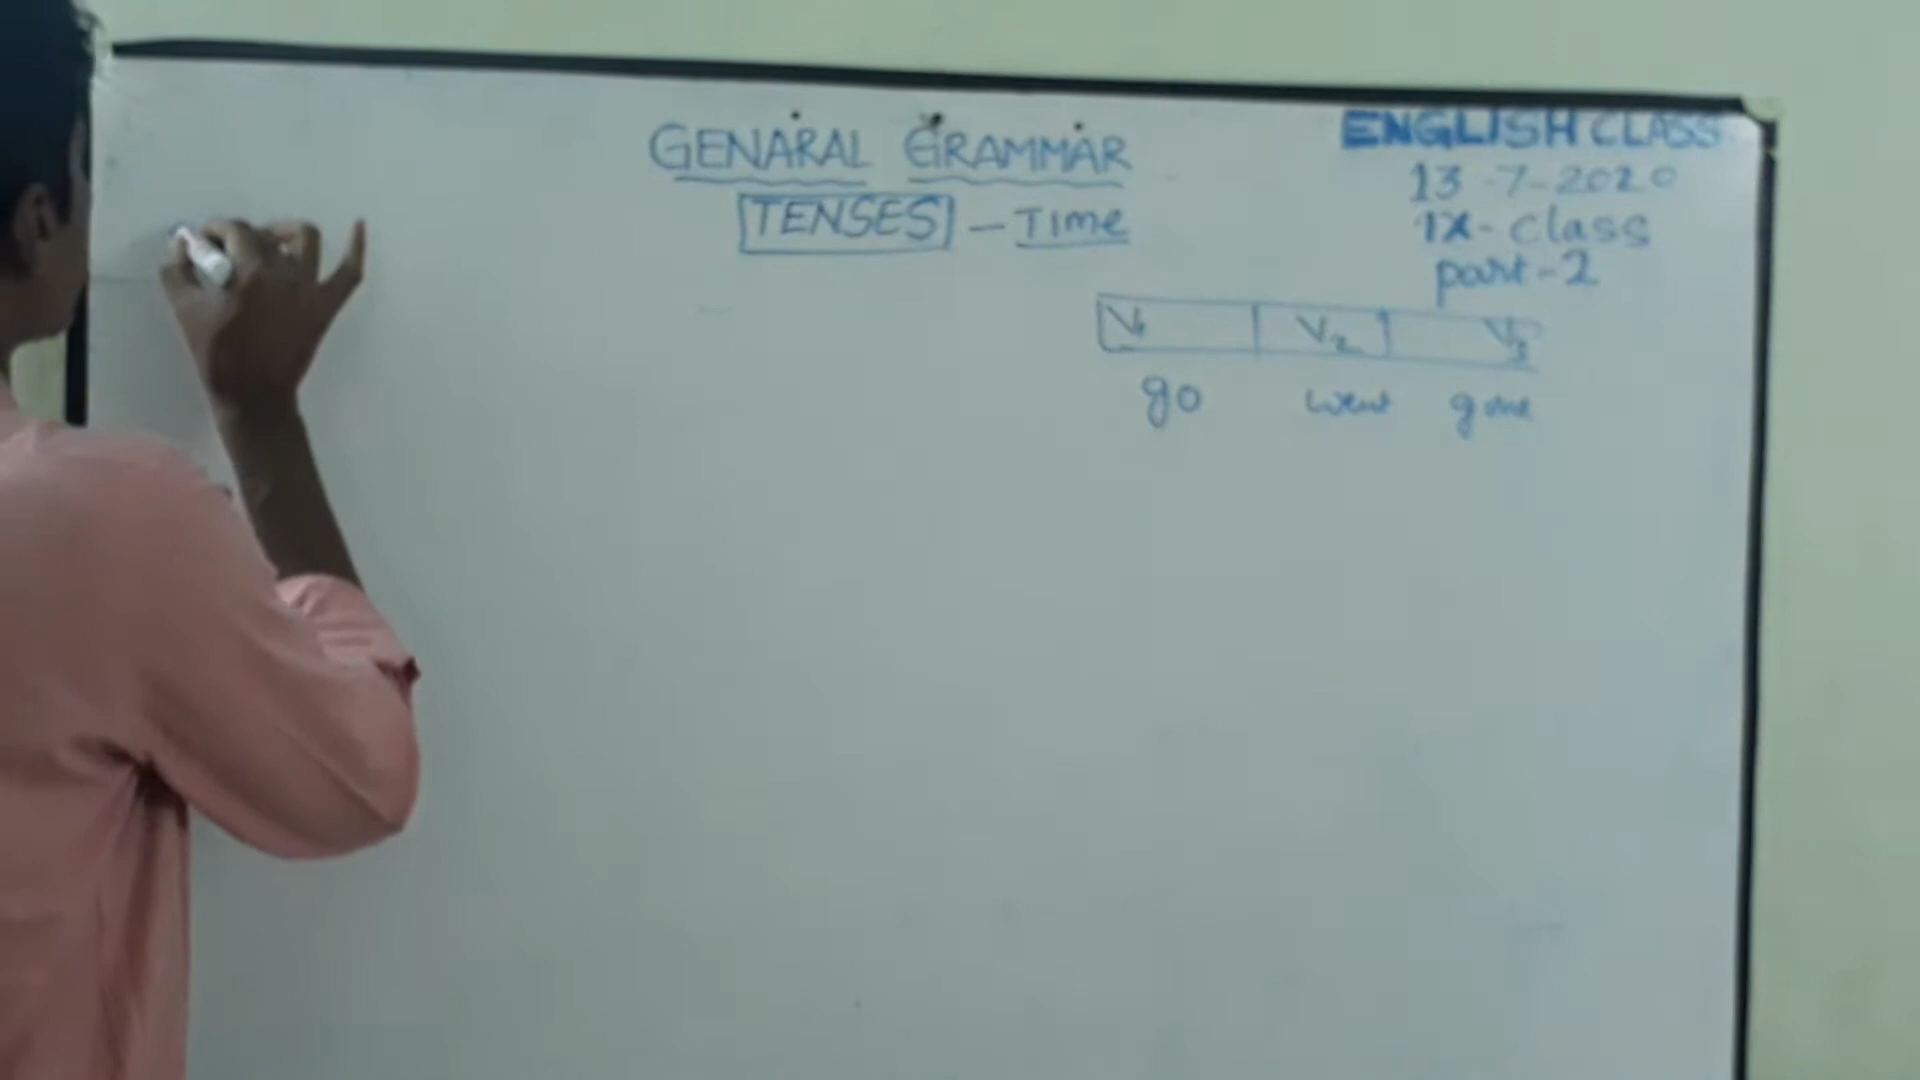 GENARAL GRAMMAR
TENSES - Time
ENGLISH CLASS
13-7-2020
IX- class
part-2
V1 V2 V3
go went gone